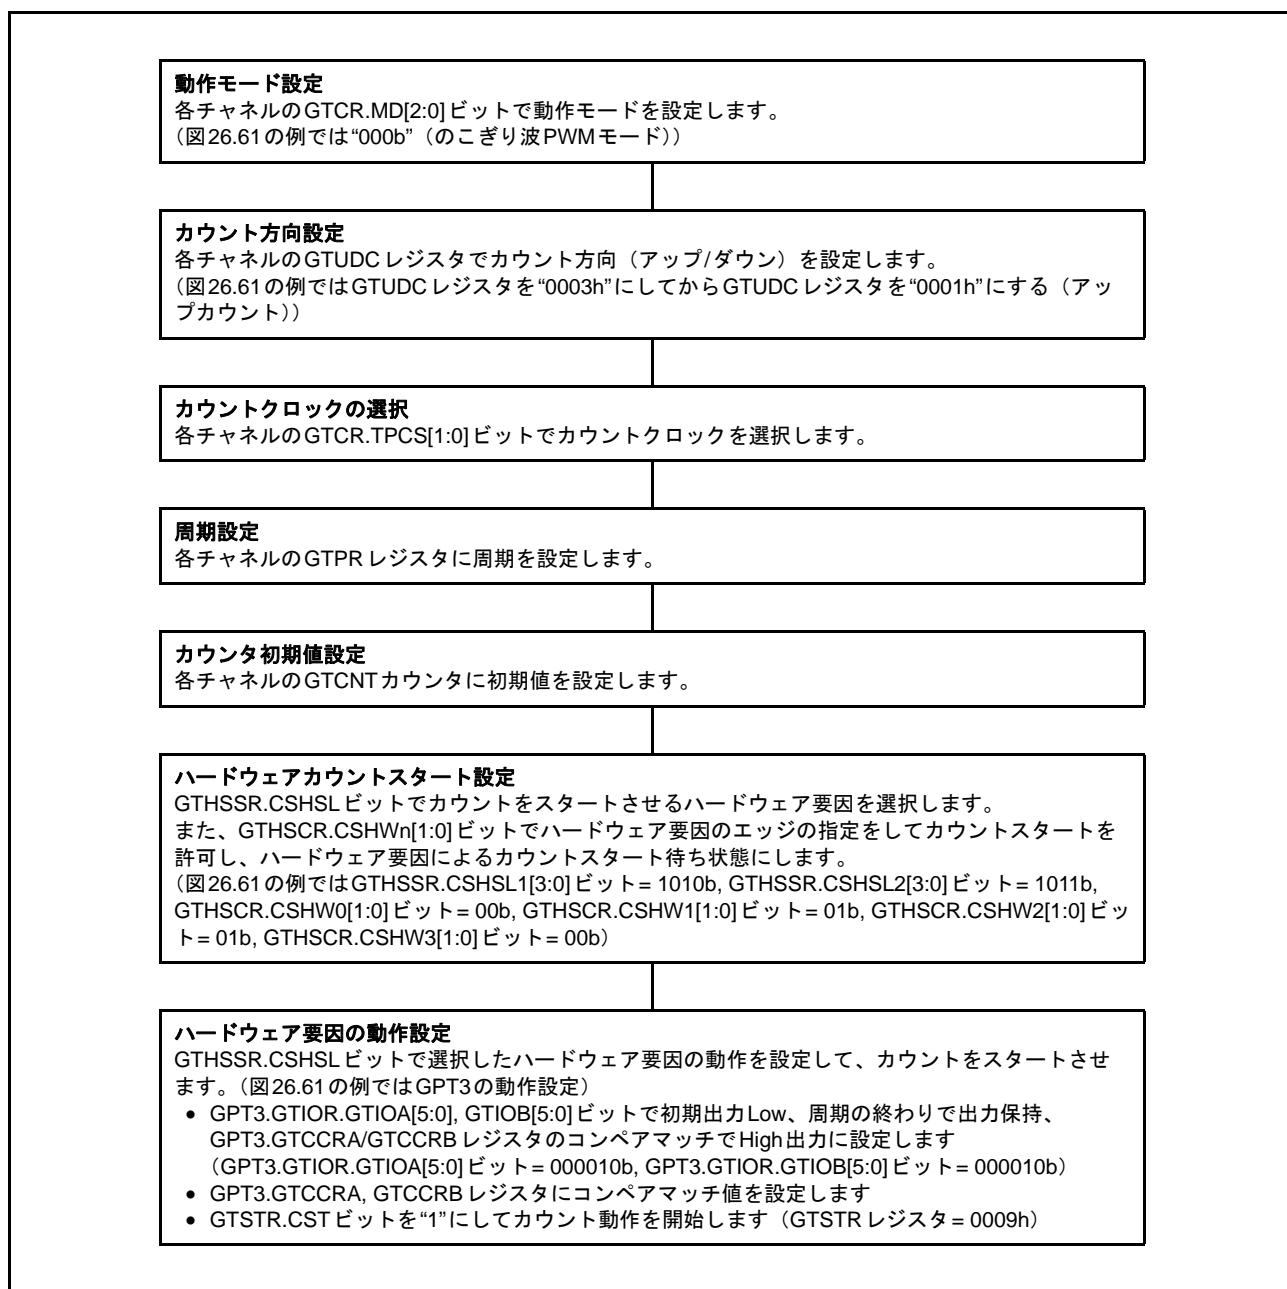 動作モード設定
各チャネルのGTCR.MD[2:0]ビットで動作モードを設定します。
(図26.61の例では“000b”(のこぎり波PWMモード))
カウント方向設定
各チャネルのGTUDCレジスタでカウント方向(アップ/ダウン)を設定します。
(図26.61の例ではGTUDCレジスタを“0003h”にしてからGTUDCレジスタを“0001h”にする(アッ
プカウント))
カウントクロックの選択
各チャネルのGTCR.TPCS[1:0]ビットでカウントクロックを選択します。
周期設定
各チャネルのGTPRレジスタに周期を設定します。
カウンタ初期値設定
各チャネルのGTCNTカウンタに初期値を設定します。
ハードウェアカウントスタート設定
GTHSSR.CSHSLビットでカウントをスタートさせるハードウェア要因を選択します。
また、GTHSCR.CSHWn[1:0]ビットでハードウェア要因のエッジの指定をしてカウントスタートを
許可し、ハードウェア要因によるカウントスタート待ち状態にします。
(図26.61の例ではGTHSSR.CSHSL1[3:0]ビット= 1010b, GTHSSR.CSHSL2[3:0]ビット= 1011b,
GTHSCR.CSHW0[1:0]ビット= 00b, GTHSCR.CSHW1[1:0]ビット= 01b, GTHSCR.CSHW2[1:0]ビッ
ト= 01b, GTHSCR.CSHW3[1:0]ビット= 00b)
ハードウェア要因の動作設定
GTHSSR.CSHSLビットで選択したハードウェア要因の動作を設定して、カウントをスタートさせ
ます。(図26.61の例ではGPT3の動作設定)
● GPT3.GTIOR.GTIOA[5:0], GTIOB[5:0]ビットで初期出力Low、周期の終わりで出力保持、
GPT3.GTCCRA/GTCCRBレジスタのコンペアマッチでHigh出力に設定します
(GPT3.GTIOR.GTIOA[5:0]ビット= 000010b, GPT3.GTIOR.GTIOB[5:0]ビット= 000010b)
● GPT3.GTCCRA, GTCCRBレジスタにコンペアマッチ値を設定します
● GTSTR.CSTビットを“1”にしてカウント動作を開始します(GTSTRレジスタ= 0009h)